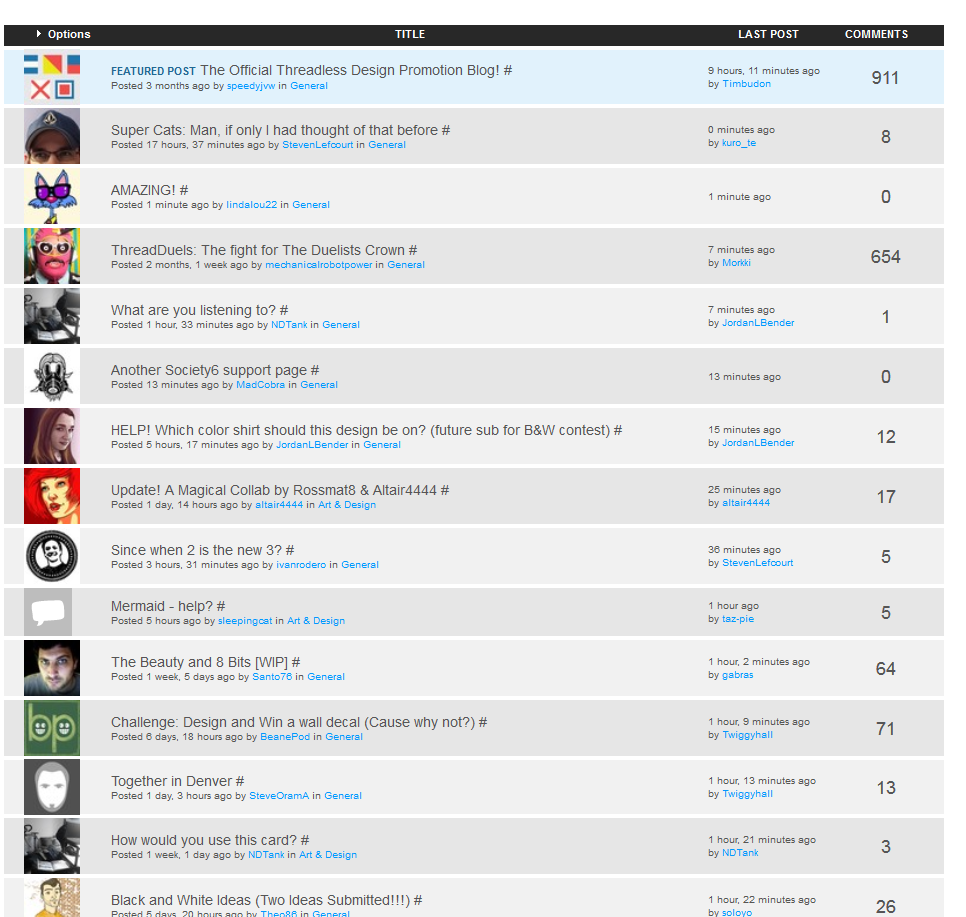 Options TITLE LAST POST COMMENTS
FEATURED POST The Official Threadless Design Promotion Blog! # 9 hours, 11 minutes ago 911
Posted 3 months ago by speedyjvw in General by Timbudon
Super Cats: Man, if only I had thought of that before # 0 minutes ago 8
Posted 17 hours, 37 minutes ago by StevenLefcourt in General by kuro_te
AMAZING! # 1 minute ago 0
Posted 1 minute ago by lindalou22 in General
ThreadDuels: The fight for The Duelists Crown # 7 minutes ago 654
Posted 2 months, 1 week ago by mechanicalrobotpower in General by Morkki
What are you listening to? # 7 minutes ago 1
Posted 1 hour, 33 minutes ago by NDTank in General by JordanLBender
Another Society6 support page # 13 minutes ago 0
Posted 13 minutes ago by MadCobra in General
HELP! Which color shirt should this design be on? (future sub for B&W contest) # 15 minutes ago 12
Posted 5 hours, 17 minutes ago by JordanLBender in General by JordanLBender
Update! A Magical Collab by Rossmat8 & Altair4444 # 25 minutes ago 17
Posted 1 day, 14 hours ago by altair4444 in Art & Design by altair4444
Since when 2 is the new 3? # 36 minutes ago 5
Posted 3 hours, 31 minutes ago by ivanrodero in General by StevenLefcourt
Mermaid - help? # 1 hour ago 5
Posted 5 hours ago by sleepingcat in Art & Design by taz-pie
The Beauty and 8 Bits [WIP] # 1 hour, 2 minutes ago 64
Posted 1 week, 5 days ago by Santo76 in General by gabras
bp
Challenge: Design and Win a wall decal (Cause why not?) # 1 hour, 9 minutes ago 71
Posted 6 days, 18 hours ago by BeanePod in General by Twiggyhall
Together in Denver # 1 hour, 13 minutes ago 13
Posted 1 day, 3 hours ago by SteveOramA in General by Twiggyhall
How would you use this card? # 1 hour, 21 minutes ago 3
Posted 1 week, 1 day ago by NDTank in Art & Design by NDTank
Black and White Ideas (Two Ideas Submitted!!!) # 1 hour, 22 minutes ago 26
Posted 5 days, 20 hours ago by Theo86 in General by soloyo